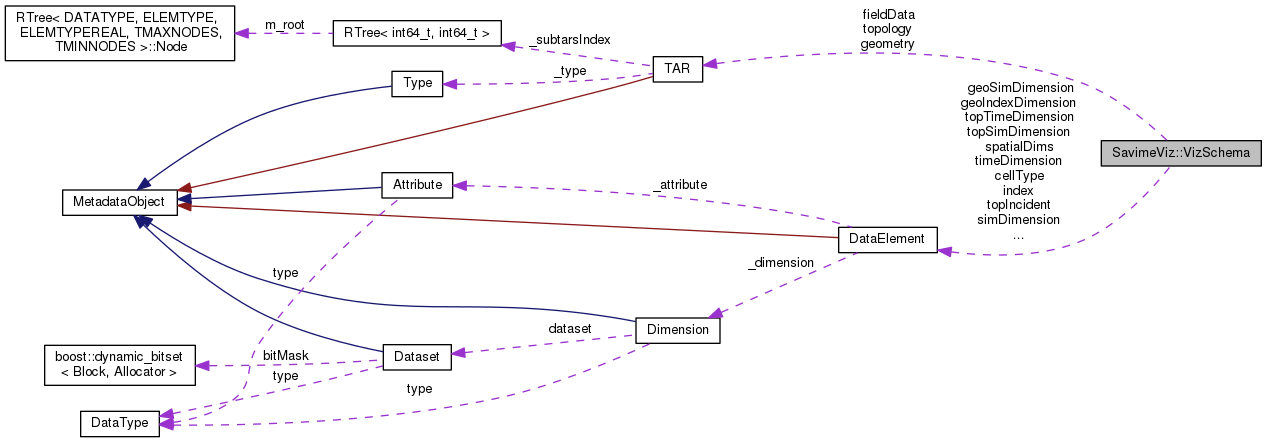 RTree< DATATYPE, ELEMTYPE,
ELEMTYPEREAL, TMAXNODES,
TMINNODES >::Node
m_root
RTree< int64_t, int64_t >
_subtarsIndex
_type
Type
TAR
fieldData
topology
geometry
geoSimDimension
geoIndexDimension
topTimeDimension
topSimDimension
spatialDims
timeDimension
cellType
index
topIncident
simDimension
...
SavimeViz::VizSchema
MetadataObject
Attribute
_attribute
DataElement
_dimension
type
Dimension
dataset
Dataset
boost::dynamic_bitset
< Block, Allocator >
bitMask
type
type
DataType